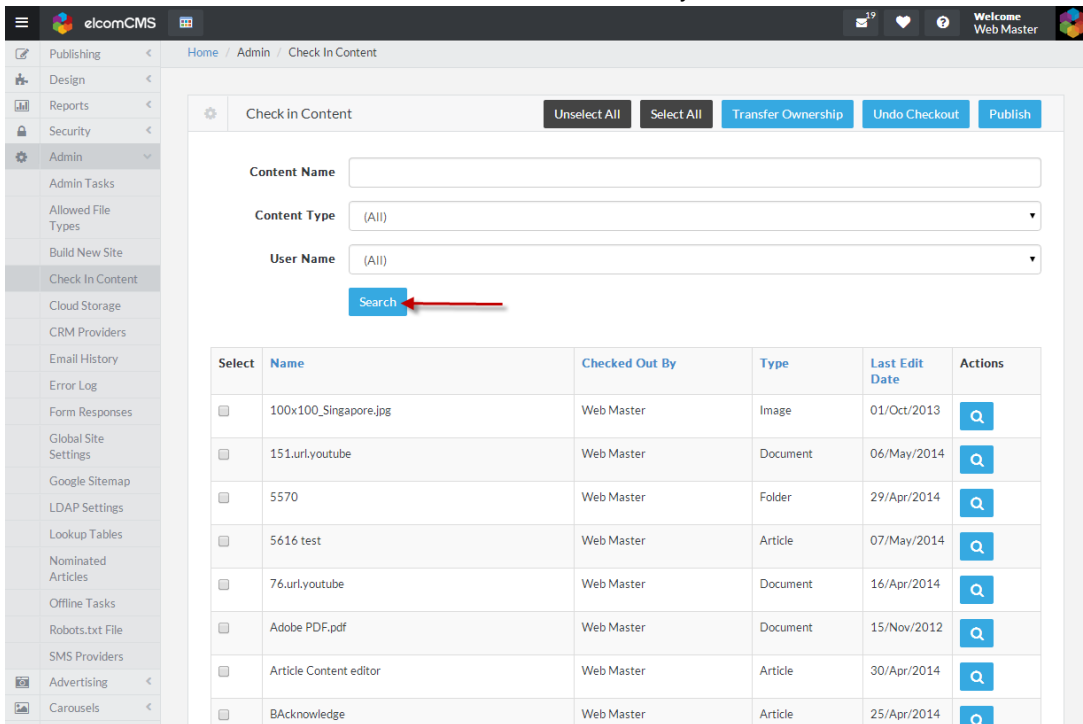 elcomCMS
19
Welcome
Web Master
Publishing
Design
Reports
Security
Admin
Admin Tasks
Allowed File
Types
Build New Site
Check In Content
Cloud Storage
CRM Providers
Email History
Error Log
Form Responses
Global Site
Settings
Google Sitemap
LDAP Settings
Lookup Tables
Nominated
Articles
Offline Tasks
Robots.txt File
SMS Providers
Advertising
Carousels
Home / Admin / Check In Content
Check in Content
Unselect All
Select All
Transfer Ownership
Undo Checkout
Publish
Content Name
Content Type (All)
User Name (All)
Search
Select Name Checked Out By Type Last Edit Date Actions
100x100_Singapore.jpg Web Master Image 01/Oct/2013
151.url.youtube Web Master Document 06/May/2014
5570 Web Master Folder 29/Apr/2014
5616 test Web Master Article 07/May/2014
76.url.youtube Web Master Document 16/Apr/2014
Adobe PDF.pdf Web Master Document 15/Nov/2012
Article Content editor Web Master Article 30/Apr/2014
BAcknowledge Web Master Article 25/Apr/2014